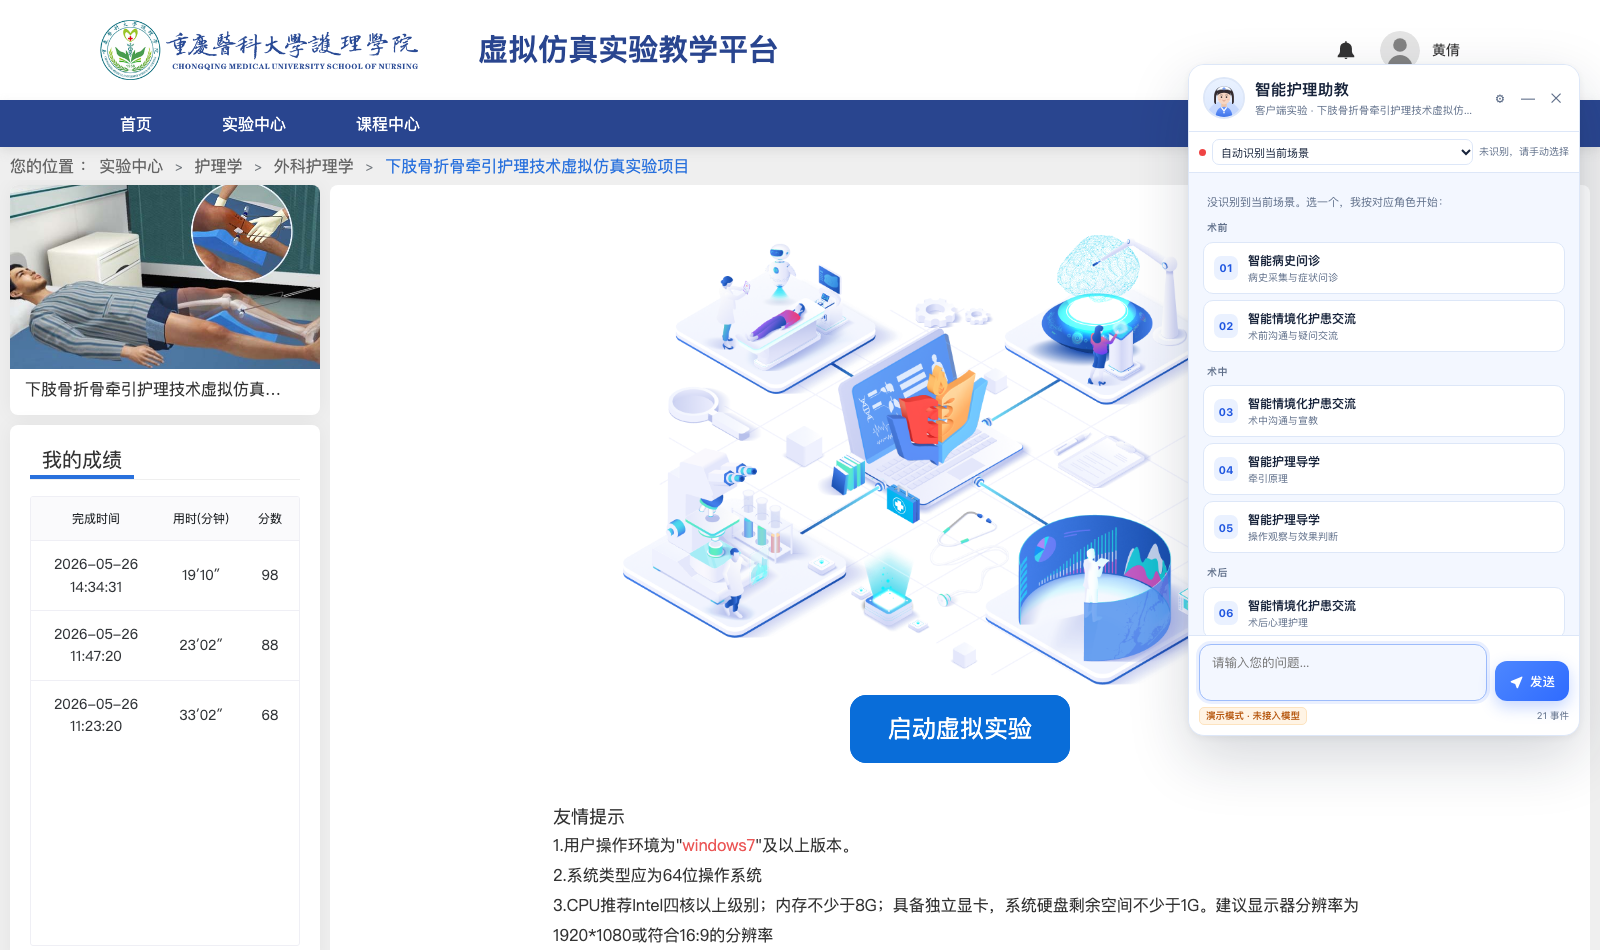 重慶醫科大學護理學院
CHONGQING MEDICAL UNIVERSITY SCHOOL OF NURSING
虚拟仿真实验教学平台
黄倩
首页
实验中心
课程中心
您的位置： 实验中心 > 护理学 > 外科护理学 > 下肢骨折骨牵引护理技术虚拟仿真实验项目
下肢骨折骨牵引护理技术虚拟仿真...
我的成绩
完成时间 用时(分钟) 分数
2026-05-26 14:34:31 19′10″ 98
2026-05-26 11:47:20 23′02″ 88
2026-05-26 11:23:20 33′02″ 68
启动虚拟实验
友情提示
1.用户操作环境为"windows7"及以上版本。
2.系统类型应为64位操作系统
3.CPU推荐Intel四核以上级别；内存不少于8G；具备独立显卡，系统硬盘剩余空间不少于1G。建议显示器分辨率为
1920*1080或符合16:9的分辨率
智能护理助教
客户端实验 · 下肢骨折骨牵引护理技术虚拟仿...
自动识别当前场景
未识别，请手动选择
没识别到当前场景。选一个，我按对应角色开始：
术前
01 智能病史问诊
病史采集与症状问诊
02 智能情境化护患交流
术前沟通与疑问交流
术中
03 智能情境化护患交流
术中沟通与宣教
04 智能护理导学
牵引原理
05 智能护理导学
操作观察与效果判断
术后
06 智能情境化护患交流
术后心理护理
请输入您的问题...
发送
演示模式 · 未接入模型
21 事件